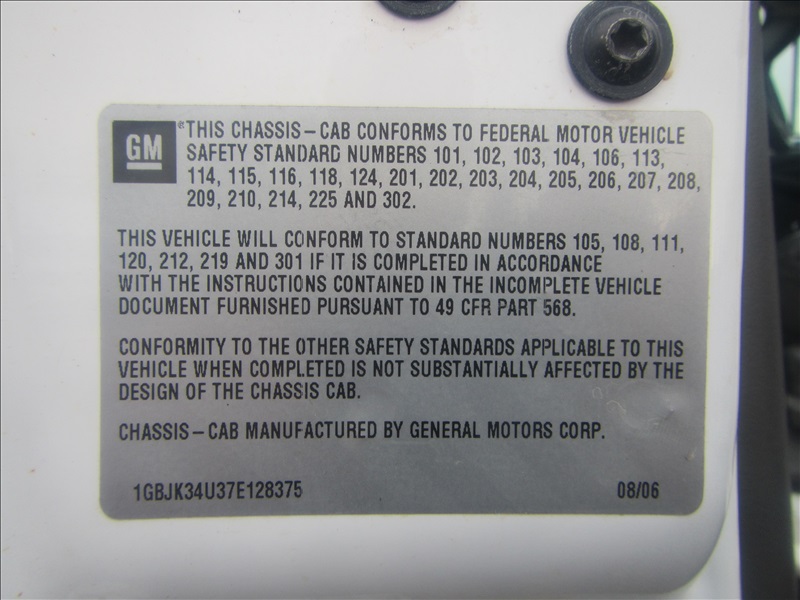 GM
THIS CHASSIS-CAB CONFORMS TO FEDERAL MOTOR VEHICLE
SAFETY STANDARD NUMBERS 101, 102, 103, 104, 106, 113,
114, 115, 116, 118, 124, 201, 202, 203, 204, 205, 206, 207, 208,
209, 210, 214, 225 AND 302.
THIS VEHICLE WILL CONFORM TO STANDARD NUMBERS 105, 108, 111,
120, 212, 219 AND 301 IF IT IS COMPLETED IN ACCORDANCE
WITH THE INSTRUCTIONS CONTAINED IN THE INCOMPLETE VEHICLE
DOCUMENT FURNISHED PURSUANT TO 49 CFR PART 568.
CONFORMITY TO THE OTHER SAFETY STANDARDS APPLICABLE TO THIS
VEHICLE WHEN COMPLETED IS NOT SUBSTANTIALLY AFFECTED BY THE
DESIGN OF THE CHASSIS CAB.
CHASSIS-CAB MANUFACTURED BY GENERAL MOTORS CORP.
1GBJK34U37E128375 08/06